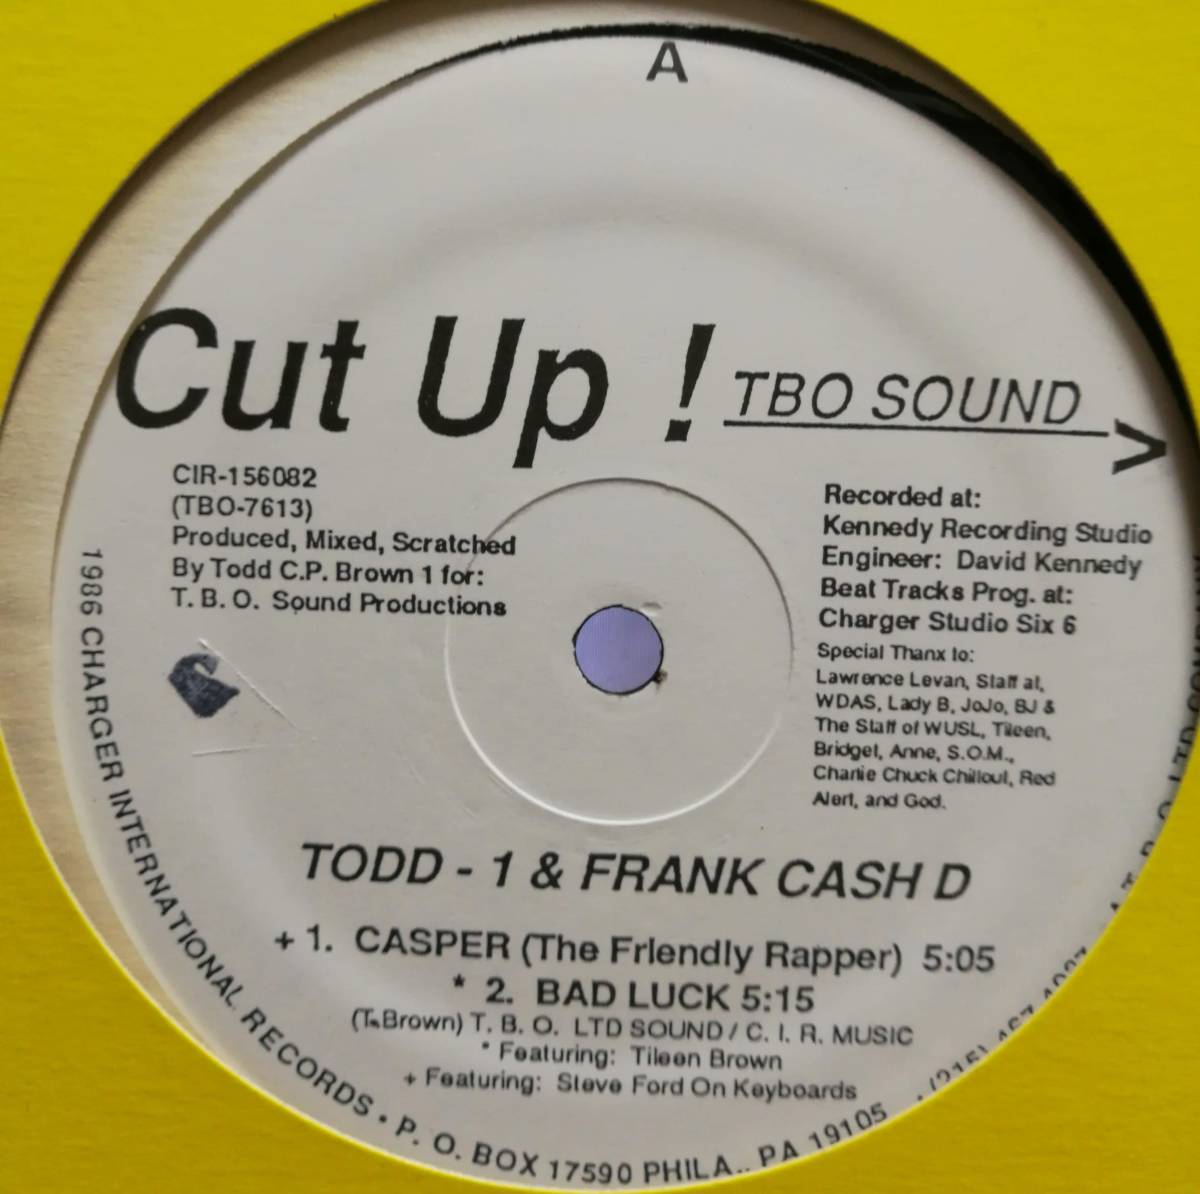 A
Cut Up !
TBO SOUND
CIR-156082
(TBO-7613)
Produced, Mixed, Scratched
By Todd C.P. Brown 1 for:
T. B. O. Sound Productions
Recorded at:
Kennedy Recording Studio
Engineer: David Kennedy
Beat Tracks Prog. at:
Charger Studio Six 6
Special Thanx to:
Lawrence Levan, Staff at,
WDAS, Lady B, JoJo, BJ &
The Staff of WUSL, Tileen,
Bridget, Anne, S.O.M.,
Charlie Chuck Chillout, Red
Alert, and God.
TODD - 1 & FRANK CASH D
+ 1. CASPER (The Friendly Rapper) 5:05
* 2. BAD LUCK 5:15
(T. Brown) T. B. O. LTD SOUND / C. I. R. MUSIC
* Featuring: Tileen Brown
+ Featuring: Steve Ford On Keyboards
1986 CHARGER INTERNATIONAL RECORDS • P. O. BOX 17590 PHILA., PA 19105